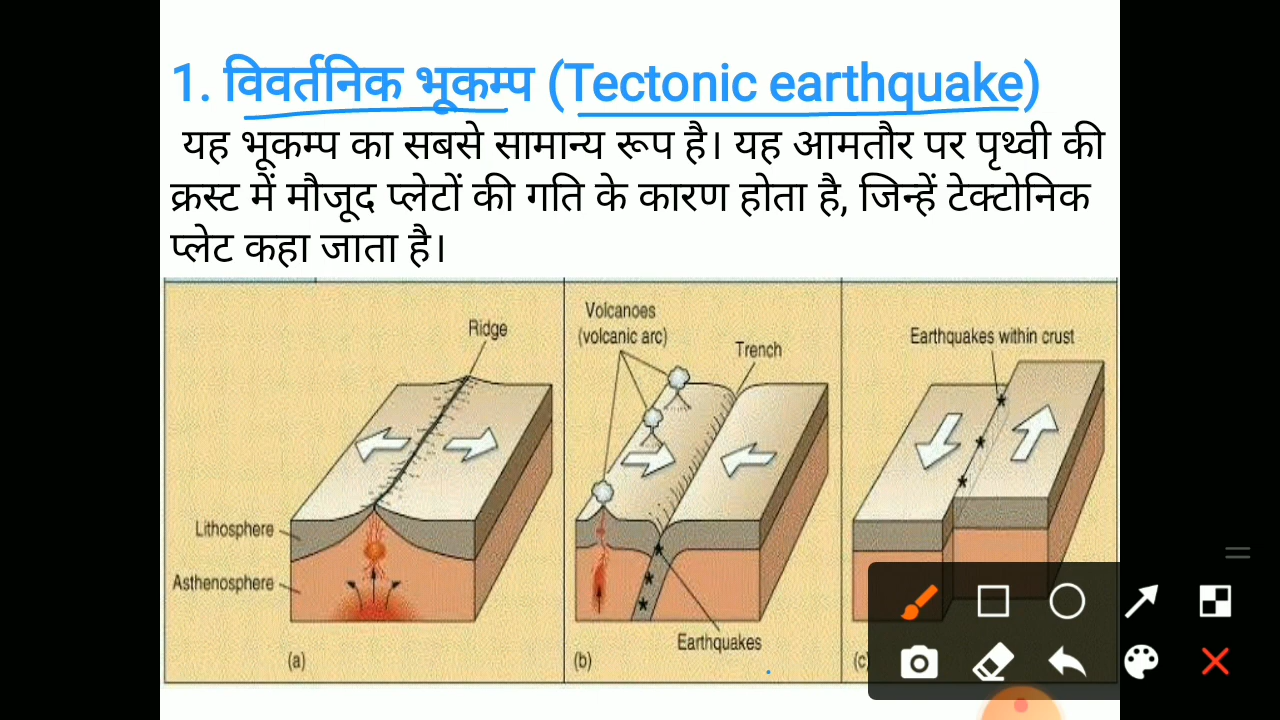 1. विवर्तनिक भूकम्प (Tectonic earthquake)
यह भूकम्प का सबसे सामान्य रूप है। यह आमतौर पर पृथ्वी की
क्रस्ट में मौजूद प्लेटों की गति के कारण होता है, जिन्हें टेक्टोनिक
प्लेट कहा जाता है।
Ridge
Lithosphere
Asthenosphere
(a)
Volcanoes
(volcanic arc)
Trench
Earthquakes
(b)
Earthquakes within crust
(c)